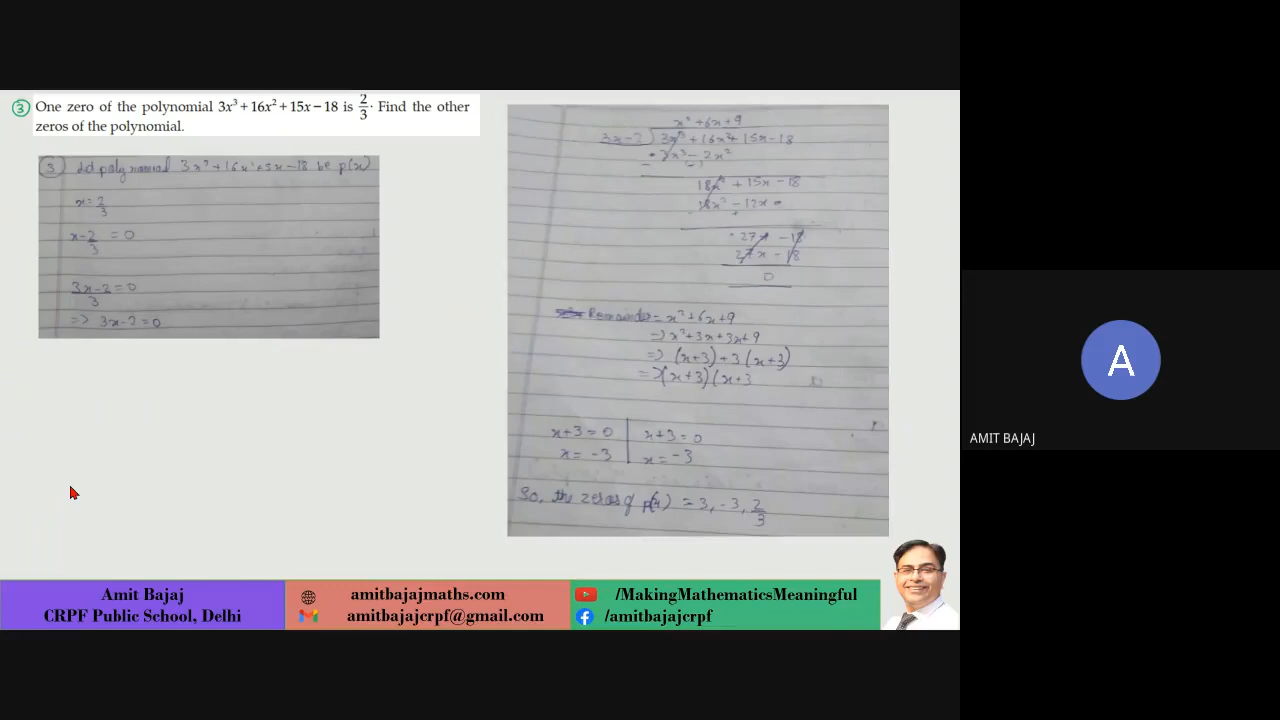 ③ One zero of the polynomial 3x³ + 16x² + 15x − 18 is 2/3. Find the other
zeros of the polynomial.
polynomial 3x³+16x²+5x−18 be p(x)
x = 2/3
x − 2/3 = 0
3x−2/3 = 0
=> 3x−2 = 0
x²+6x+9
3x−2 3x³+16x²+15x−18
3x³ − 2x²
18x² + 15x − 18
18x² − 12x
27x − 18
27x − 18
0
Remainder = x²+6x+9
=> x²+3x+3x+9
=> (x+3)+3(x+3)
=> (x+3)(x+3
x+3=0 x+3=0
x=−3 x=−3
So, the zeros of p(x) = 3, −3, 2/3
A
AMIT BAJAJ
Amit Bajaj
CRPF Public School, Delhi
amitbajajmaths.com
amitbajajcrpf@gmail.com
/MakingMathematicsMeaningful
/amitbajajcrpf